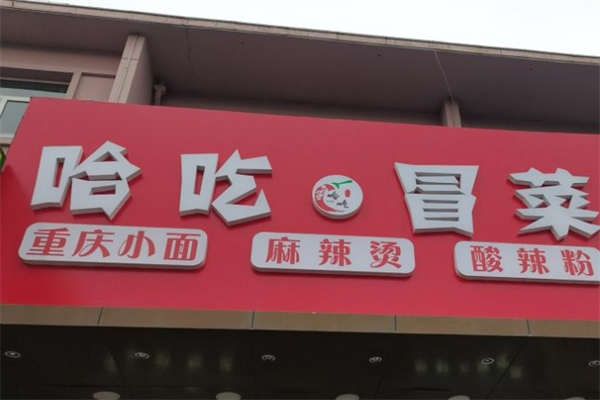 哈吃 冒菜
重庆小面 麻辣烫 酸辣粉